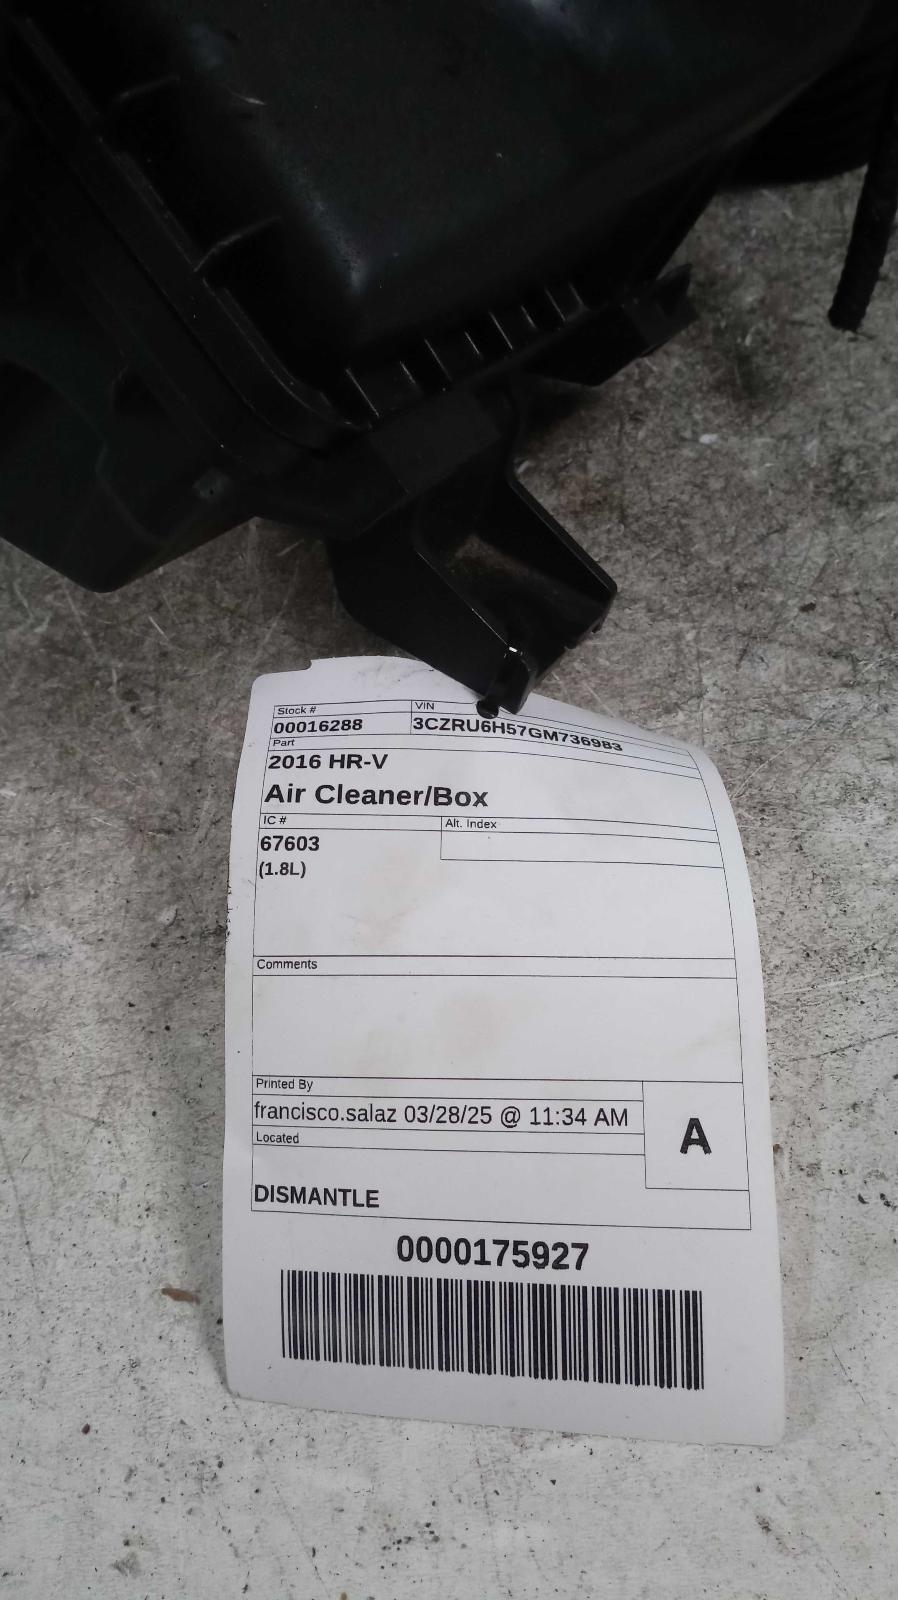 Stock #
VIN
00016288
3CZRU6H57GM736983
Part
2016 HR-V
Air Cleaner/Box
IC #
Alt. Index
67603
(1.8L)
Comments
Printed By
francisco.salaz 03/28/25 @ 11:34 AM
A
Located
DISMANTLE
0000175927